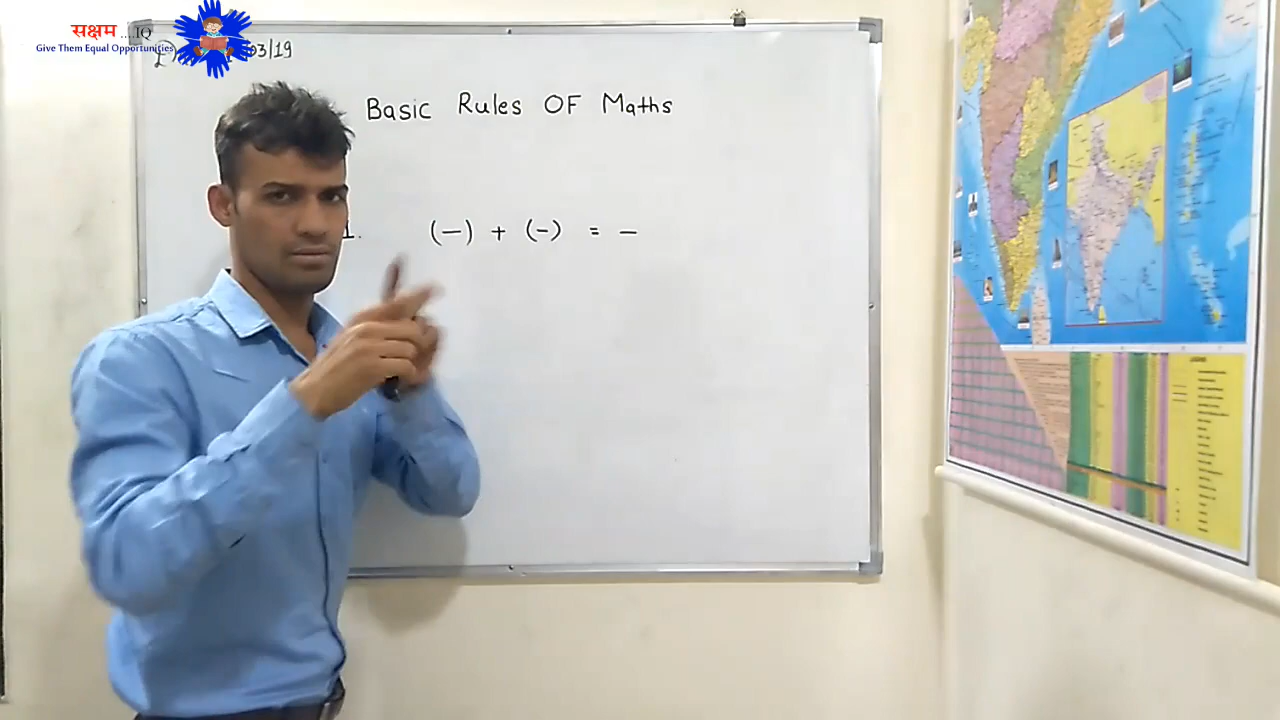 सक्षम ....IQ
Give Them Equal Opportunities
03/19
Basic Rules OF Maths
1. (-) + (-) = -